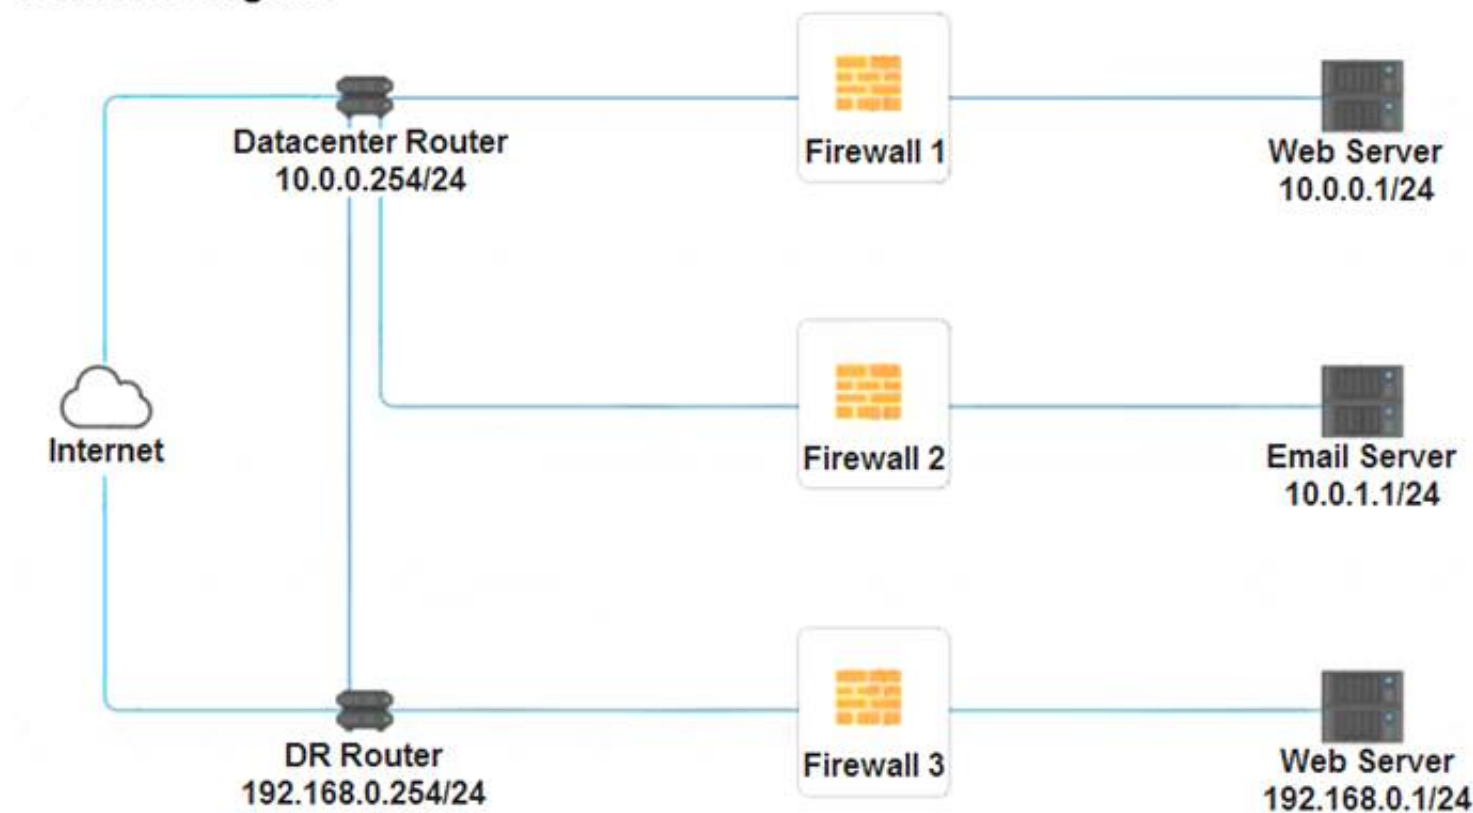 Datacenter Router
10.0.0.254/24
Firewall 1
Web Server
10.0.0.1/24
Internet
Firewall 2
Email Server
10.0.1.1/24
DR Router
192.168.0.254/24
Firewall 3
Web Server
192.168.0.1/24